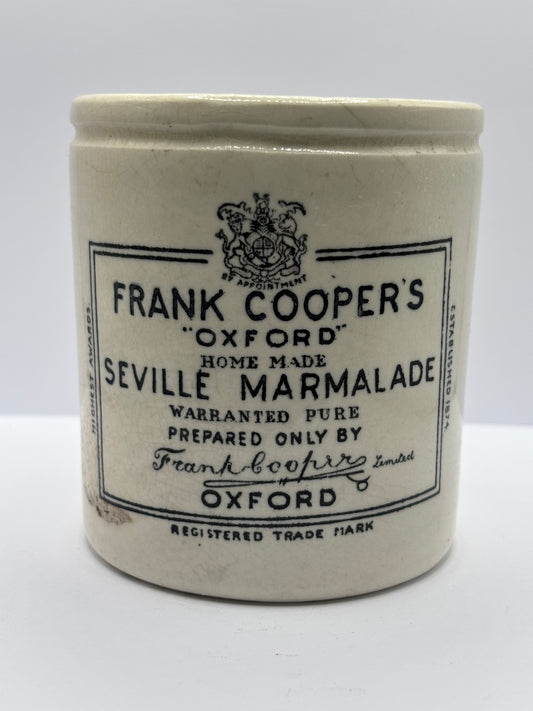 BY APPOINTMENT
FRANK COOPER'S
"OXFORD"
HOME MADE
SEVILLE MARMALADE
WARRANTED PURE
PREPARED ONLY BY
Frank Cooper Limited
OXFORD
REGISTERED TRADE MARK
HIGHEST AWARDS
ESTABLISHED 1874